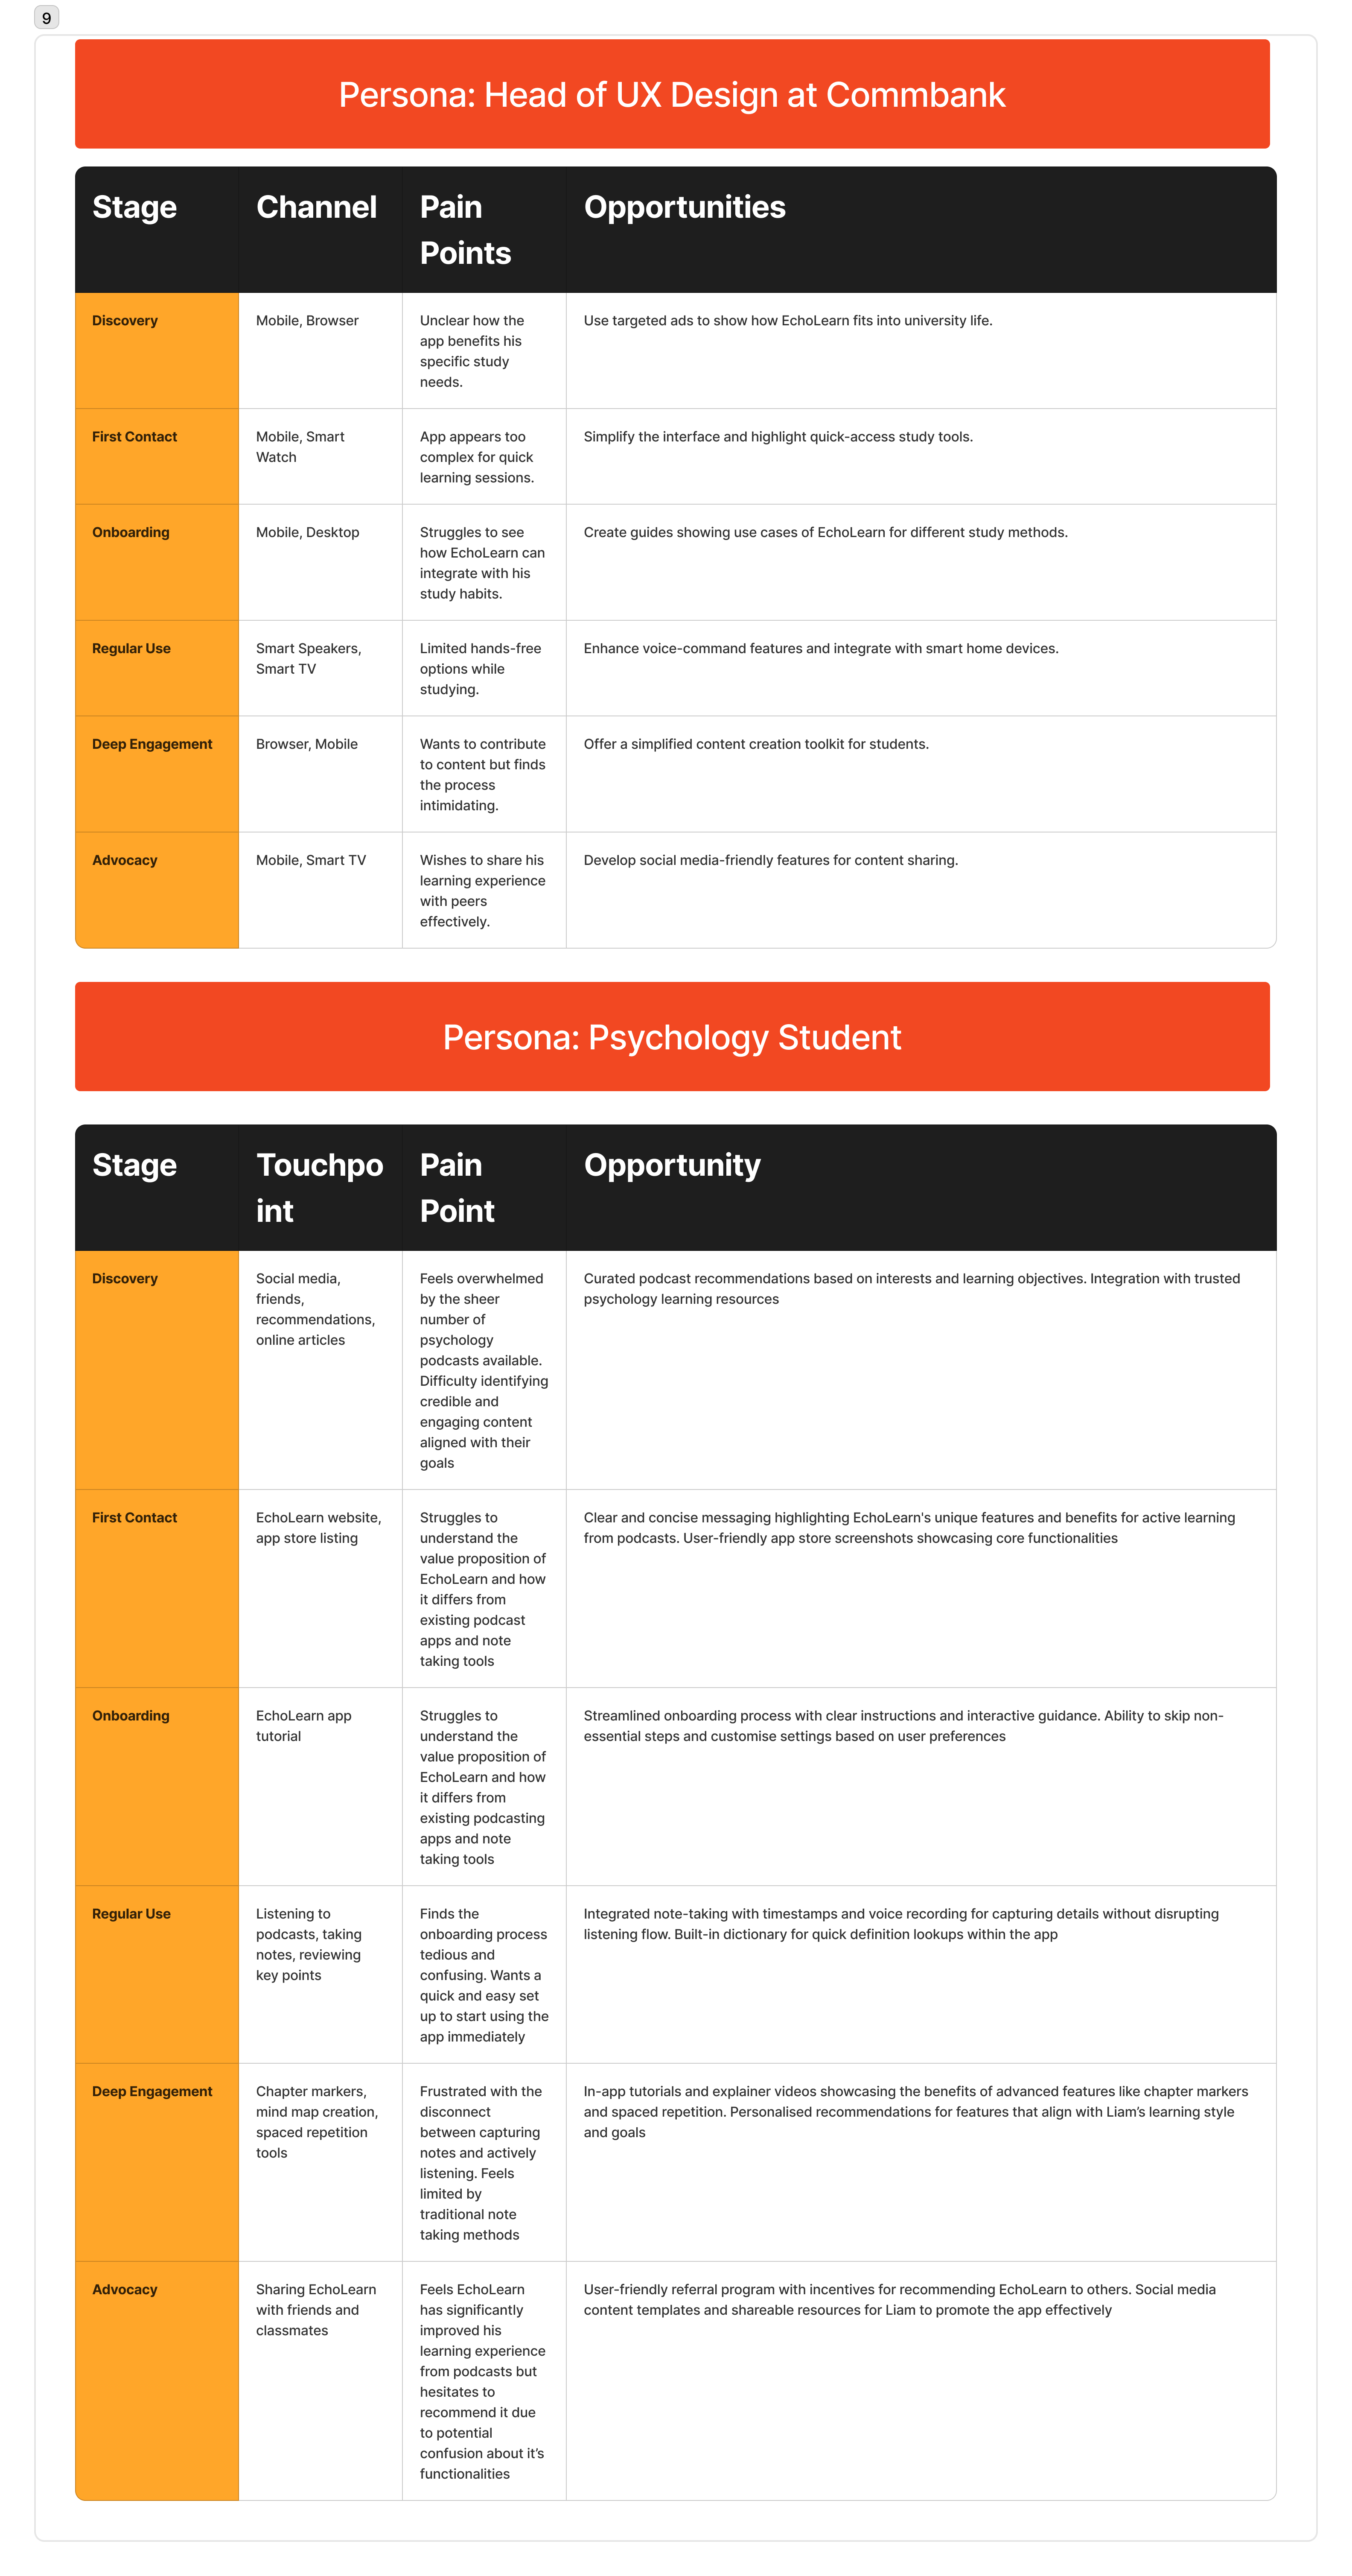 9
Persona: Head of UX Design at Commbank
Stage
Channel
Pain
Points
Opportunities
Discovery
Mobile, Browser
Unclear how the
app benefits his
specific study
needs.
Use targeted ads to show how EchoLearn fits into university life.
First Contact
Mobile, Smart
Watch
App appears too
complex for quick
learning sessions.
Simplify the interface and highlight quick-access study tools.
Onboarding
Mobile, Desktop
Struggles to see
how EchoLearn can
integrate with his
study habits.
Create guides showing use cases of EchoLearn for different study methods.
Regular Use
Smart Speakers,
Smart TV
Limited hands-free
options while
studying.
Enhance voice-command features and integrate with smart home devices.
Deep Engagement
Browser, Mobile
Wants to contribute
to content but finds
the process
intimidating.
Offer a simplified content creation toolkit for students.
Advocacy
Mobile, Smart TV
Wishes to share his
learning experience
with peers
effectively.
Develop social media-friendly features for content sharing.
Persona: Psychology Student
Stage
Touchpo
int
Pain
Point
Opportunity
Discovery
Social media,
friends,
recommendations,
online articles
Feels overwhelmed
by the sheer
number of
psychology
podcasts available.
Difficulty identifying
credible and
engaging content
aligned with their
goals
Curated podcast recommendations based on interests and learning objectives. Integration with trusted
psychology learning resources
First Contact
EchoLearn website,
app store listing
Struggles to
understand the
value proposition of
EchoLearn and how
it differs from
existing podcast
apps and note
taking tools
Clear and concise messaging highlighting EchoLearn's unique features and benefits for active learning
from podcasts. User-friendly app store screenshots showcasing core functionalities
Onboarding
EchoLearn app
tutorial
Struggles to
understand the
value proposition of
EchoLearn and how
it differs from
existing podcasting
apps and note
taking tools
Streamlined onboarding process with clear instructions and interactive guidance. Ability to skip non-
essential steps and customise settings based on user preferences
Regular Use
Listening to
podcasts, taking
notes, reviewing
key points
Finds the
onboarding process
tedious and
confusing. Wants a
quick and easy set
up to start using the
app immediately
Integrated note-taking with timestamps and voice recording for capturing details without disrupting
listening flow. Built-in dictionary for quick definition lookups within the app
Deep Engagement
Chapter markers,
mind map creation,
spaced repetition
tools
Frustrated with the
disconnect
between capturing
notes and actively
listening. Feels
limited by
traditional note
taking methods
In-app tutorials and explainer videos showcasing the benefits of advanced features like chapter markers
and spaced repetition. Personalised recommendations for features that align with Liam’s learning style
and goals
Advocacy
Sharing EchoLearn
with friends and
classmates
Feels EchoLearn
has significantly
improved his
learning experience
from podcasts but
hesitates to
recommend it due
to potential
confusion about it’s
functionalities
User-friendly referral program with incentives for recommending EchoLearn to others. Social media
content templates and shareable resources for Liam to promote the app effectively